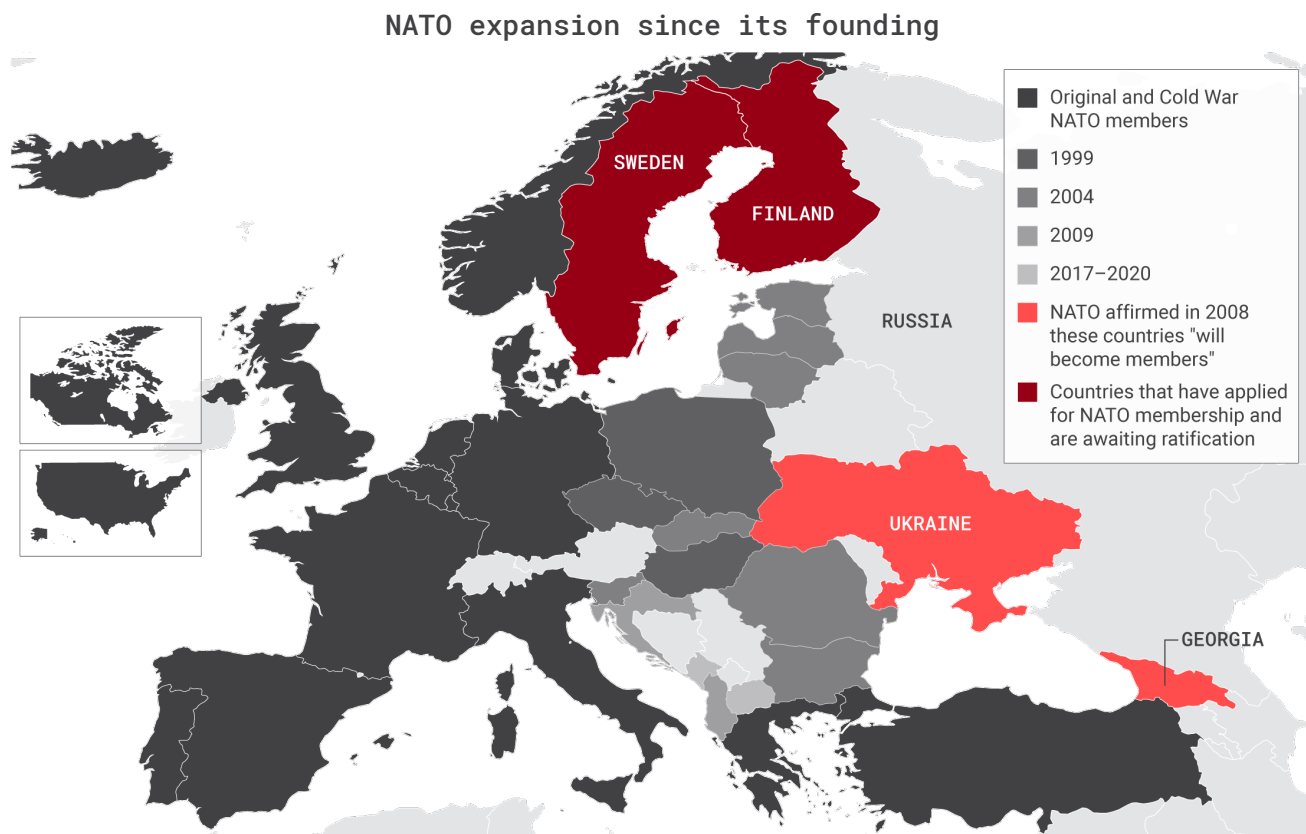 NATO expansion since its founding
Original and Cold War
NATO members
1999
2004
2009
2017–2020
NATO affirmed in 2008
these countries "will
become members"
Countries that have applied
for NATO membership and
are awaiting ratification
SWEDEN
FINLAND
RUSSIA
UKRAINE
GEORGIA